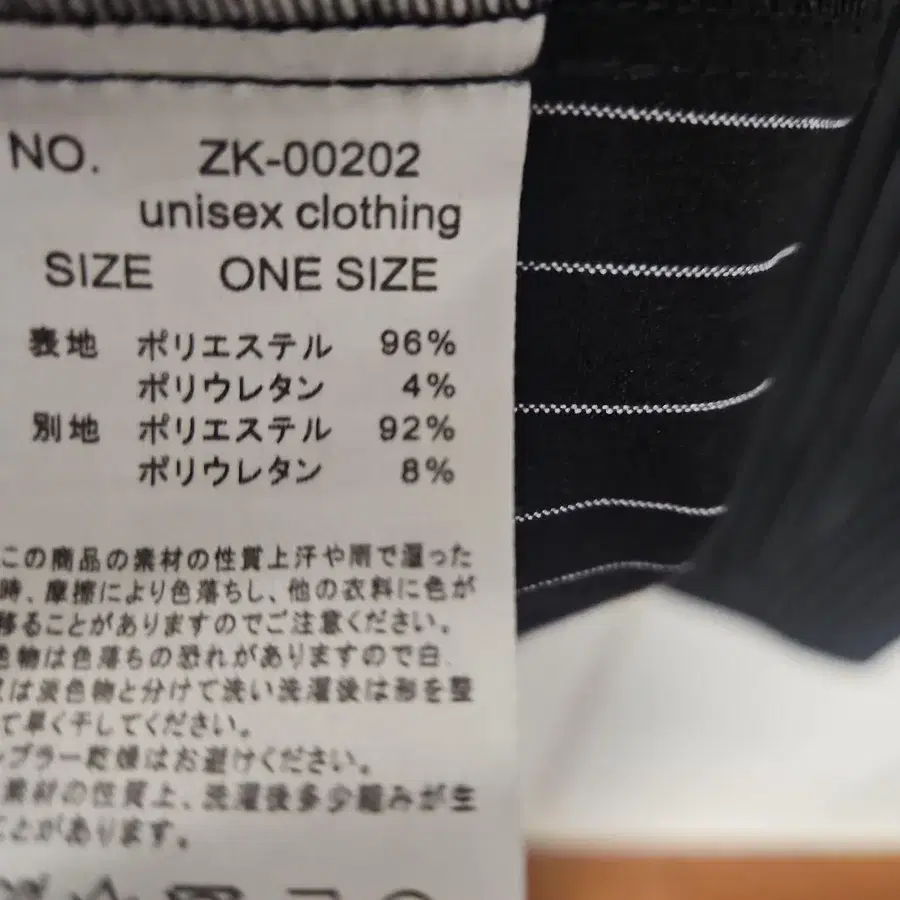 NO. ZK-00202
unisex clothing
SIZE ONE SIZE
表地 ポリエステル 96%
ポリウレタン 4%
別地 ポリエステル 92%
ポリウレタン 8%
この商品の素材の性質上汗や雨で湿った
時、摩擦により色落ちし、他の衣料に色が
移ることがありますのでご注意ください。
色物は色落ちの恐れがありますので白、
は淡色物と分けて洗い洗濯後は形を整
て早く干してください。
ンブラー乾燥はお避けください。
素材の性質上、洗濯後多少縮みが生
ことがあります。